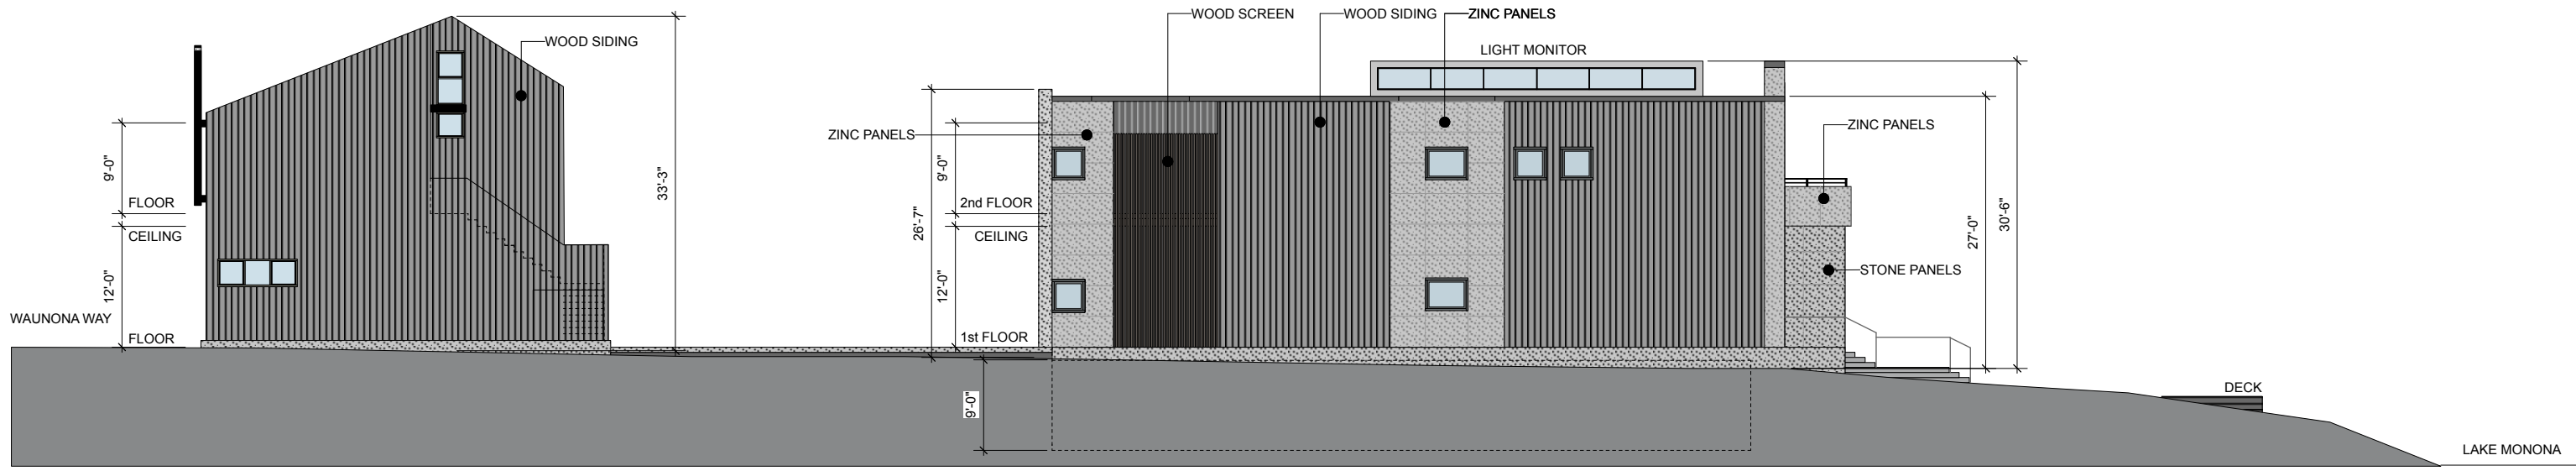 WOOD SCREEN
WOOD SIDING
ZINC PANELS
WOOD SIDING
LIGHT MONITOR
33'-3"
26'-7"
ZINC PANELS
ZINC PANELS
9'-0"
9'-0"
FLOOR
2nd FLOOR
CEILING
CEILING
27'-0"
30'-6"
12'-0"
12'-0"
STONE PANELS
WAUNONA WAY
FLOOR
1st FLOOR
9'-0"
DECK
LAKE MONONA